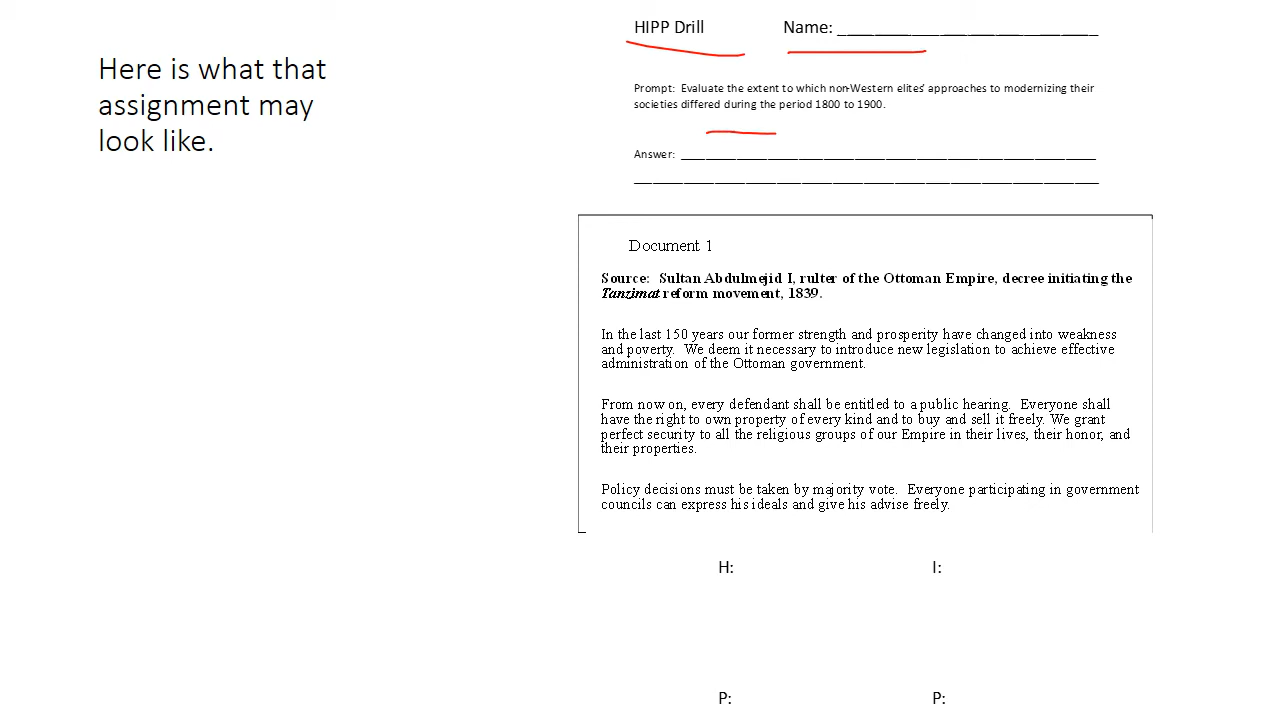 Here is what that
assignment may
look like.
HIPP Drill Name: ____________________________
Prompt: Evaluate the extent to which non-Western elites' approaches to modernizing their
societies differed during the period 1800 to 1900.
Answer: ____________________________________________
____________________________________________
Document 1
Source: Sultan Abdulmejid I, rulter of the Ottoman Empire, decree initiating the
Tanzimat reform movement, 1839.
In the last 150 years our former strength and prosperity have changed into weakness
and poverty. We deem it necessary to introduce new legislation to achieve effective
administration of the Ottoman government.
From now on, every defendant shall be entitled to a public hearing. Everyone shall
have the right to own property of every kind and to buy and sell it freely. We grant
perfect security to all the religious groups of our Empire in their lives, their honor, and
their properties.
Policy decisions must be taken by majority vote. Everyone participating in government
councils can express his ideals and give his advise freely.
H: I:
P: P: